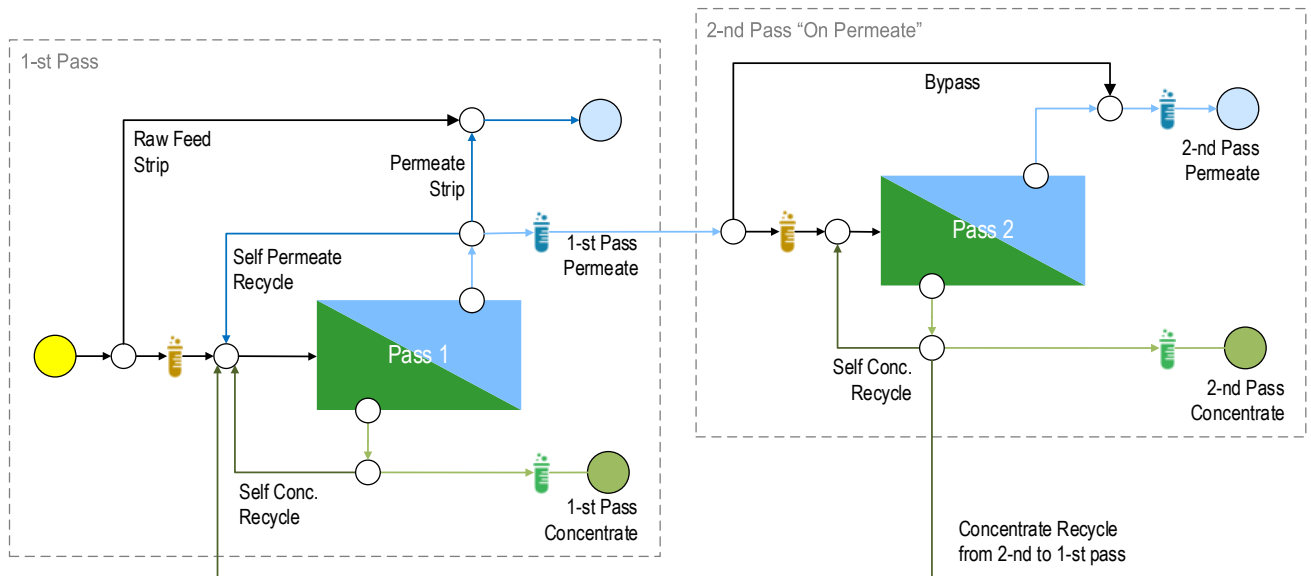 1-st Pass
Raw Feed
Strip
Permeate
Strip
Self Permeate
Recycle
1-st Pass
Permeate
Pass 1
Self Conc.
Recycle
1-st Pass
Concentrate
2-nd Pass “On Permeate”
Bypass
2-nd Pass
Permeate
Pass 2
Self Conc.
Recycle
2-nd Pass
Concentrate
Concentrate Recycle
from 2-nd to 1-st pass